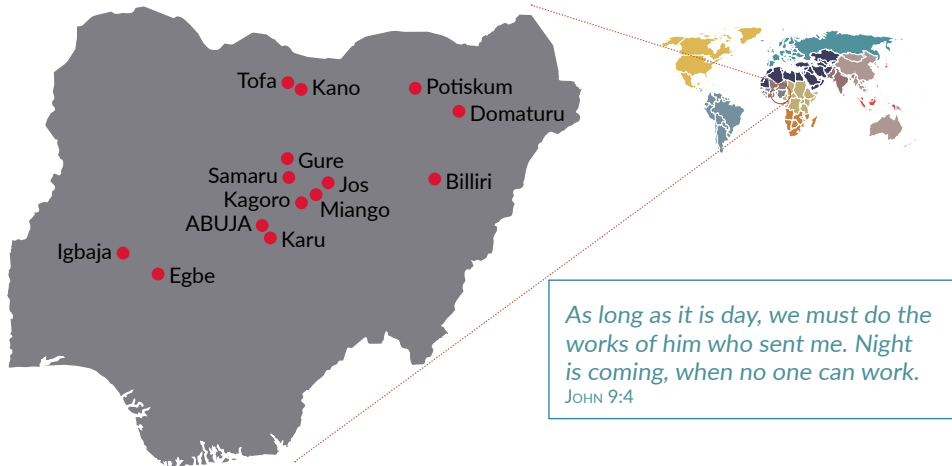 Tofa
Kano
Potiskum
Domaturu
Gure
Samaru
Jos
Billiri
Kagoro
Miango
ABUJA
Karu
Igbaja
Egbe
As long as it is day, we must do the
works of him who sent me. Night
is coming, when no one can work.
John 9:4